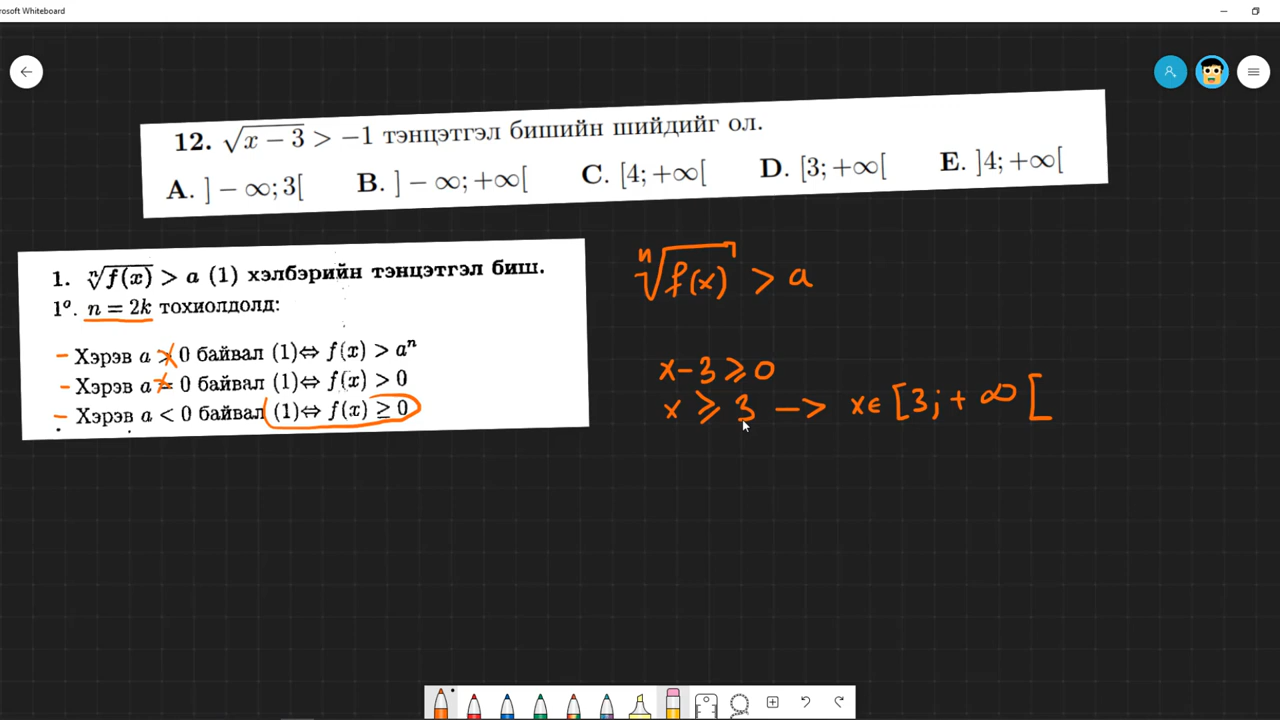 rosoft Whiteboard
12. √(x − 3) > −1 тэнцэтгэл бишийн шийдийг ол.
A. ] − ∞; 3[ B. ] − ∞; +∞[ C. [4; +∞[ D. [3; +∞[ E. ]4; +∞[
1. ⁿ√f(x) > a (1) хэлбэрийн тэнцэтгэл биш.
1º. n = 2k тохиолдолд:
– Хэрэв a > 0 байвал (1)⇔ f(x) > aⁿ
– Хэрэв a = 0 байвал (1)⇔ f(x) > 0
– Хэрэв a < 0 байвал (1)⇔ f(x) ≥ 0
ⁿ√f(x) > a
x-3 ≥ 0
x ≥ 3 –> x∈ [3; +∞[